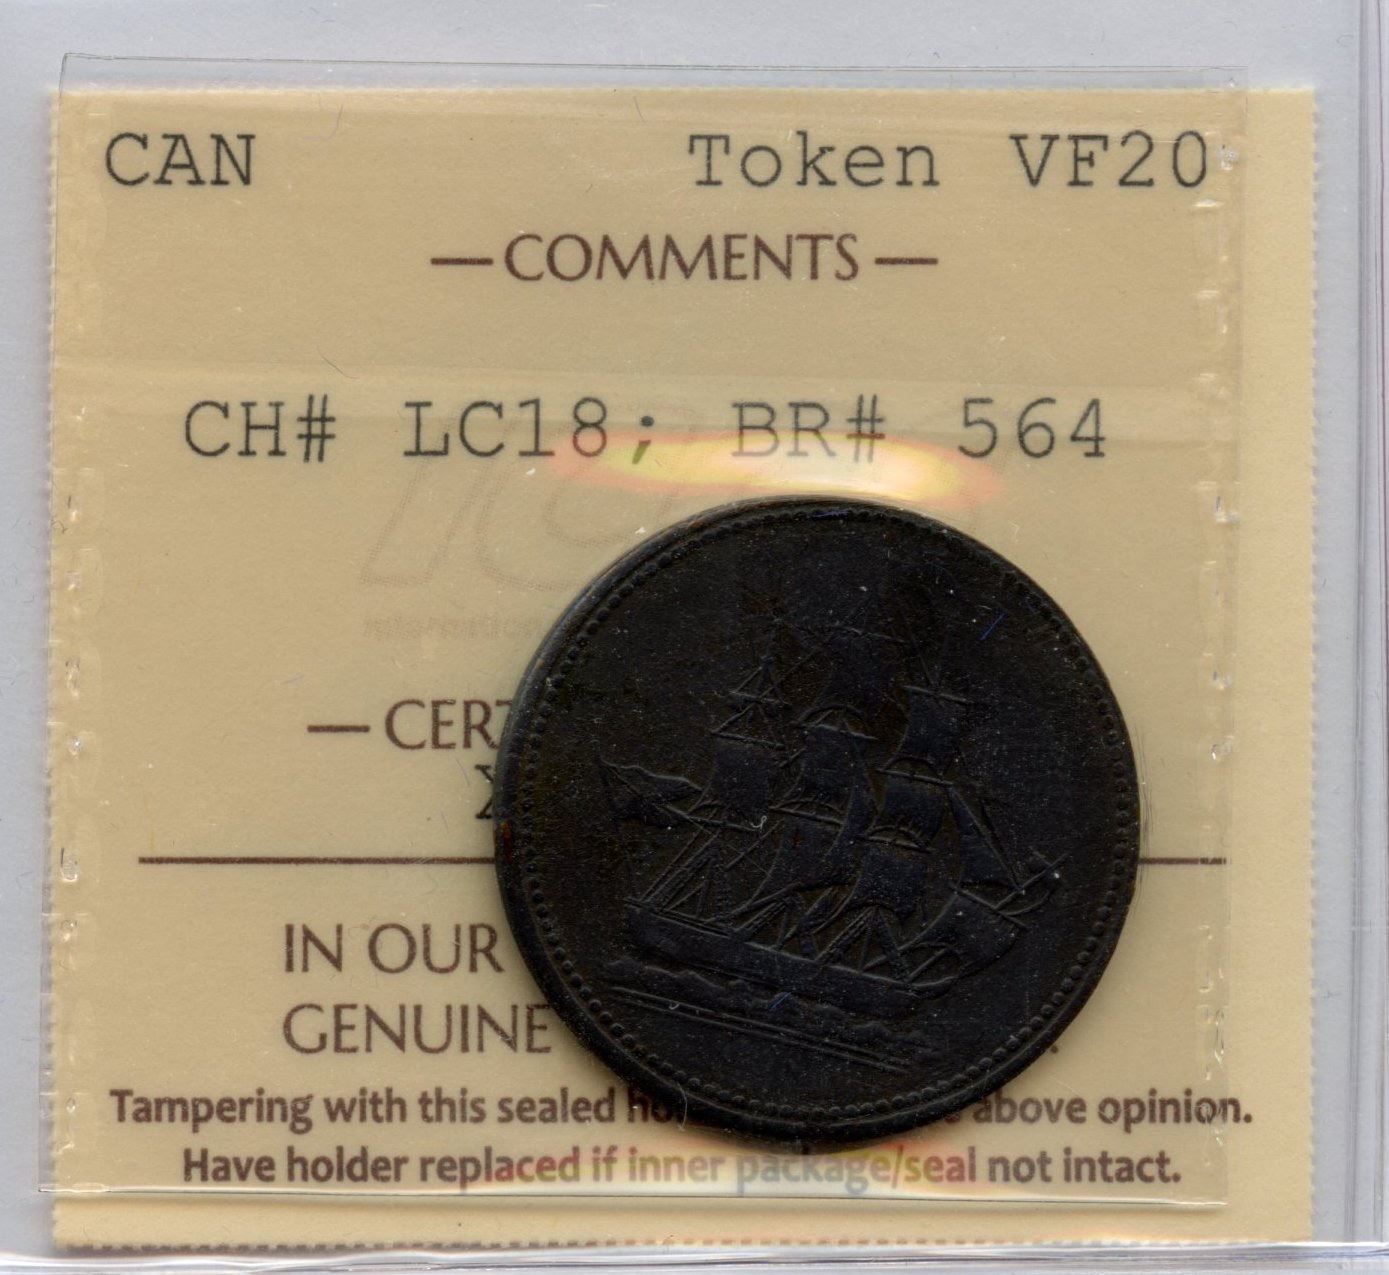 CAN Token VF20
—COMMENTS—
CH# LC18; BR# 564
— CERT
X
IN OUR
GENUINE
Tampering with this sealed ho above opinion.
Have holder replaced if inner package/seal not intact.